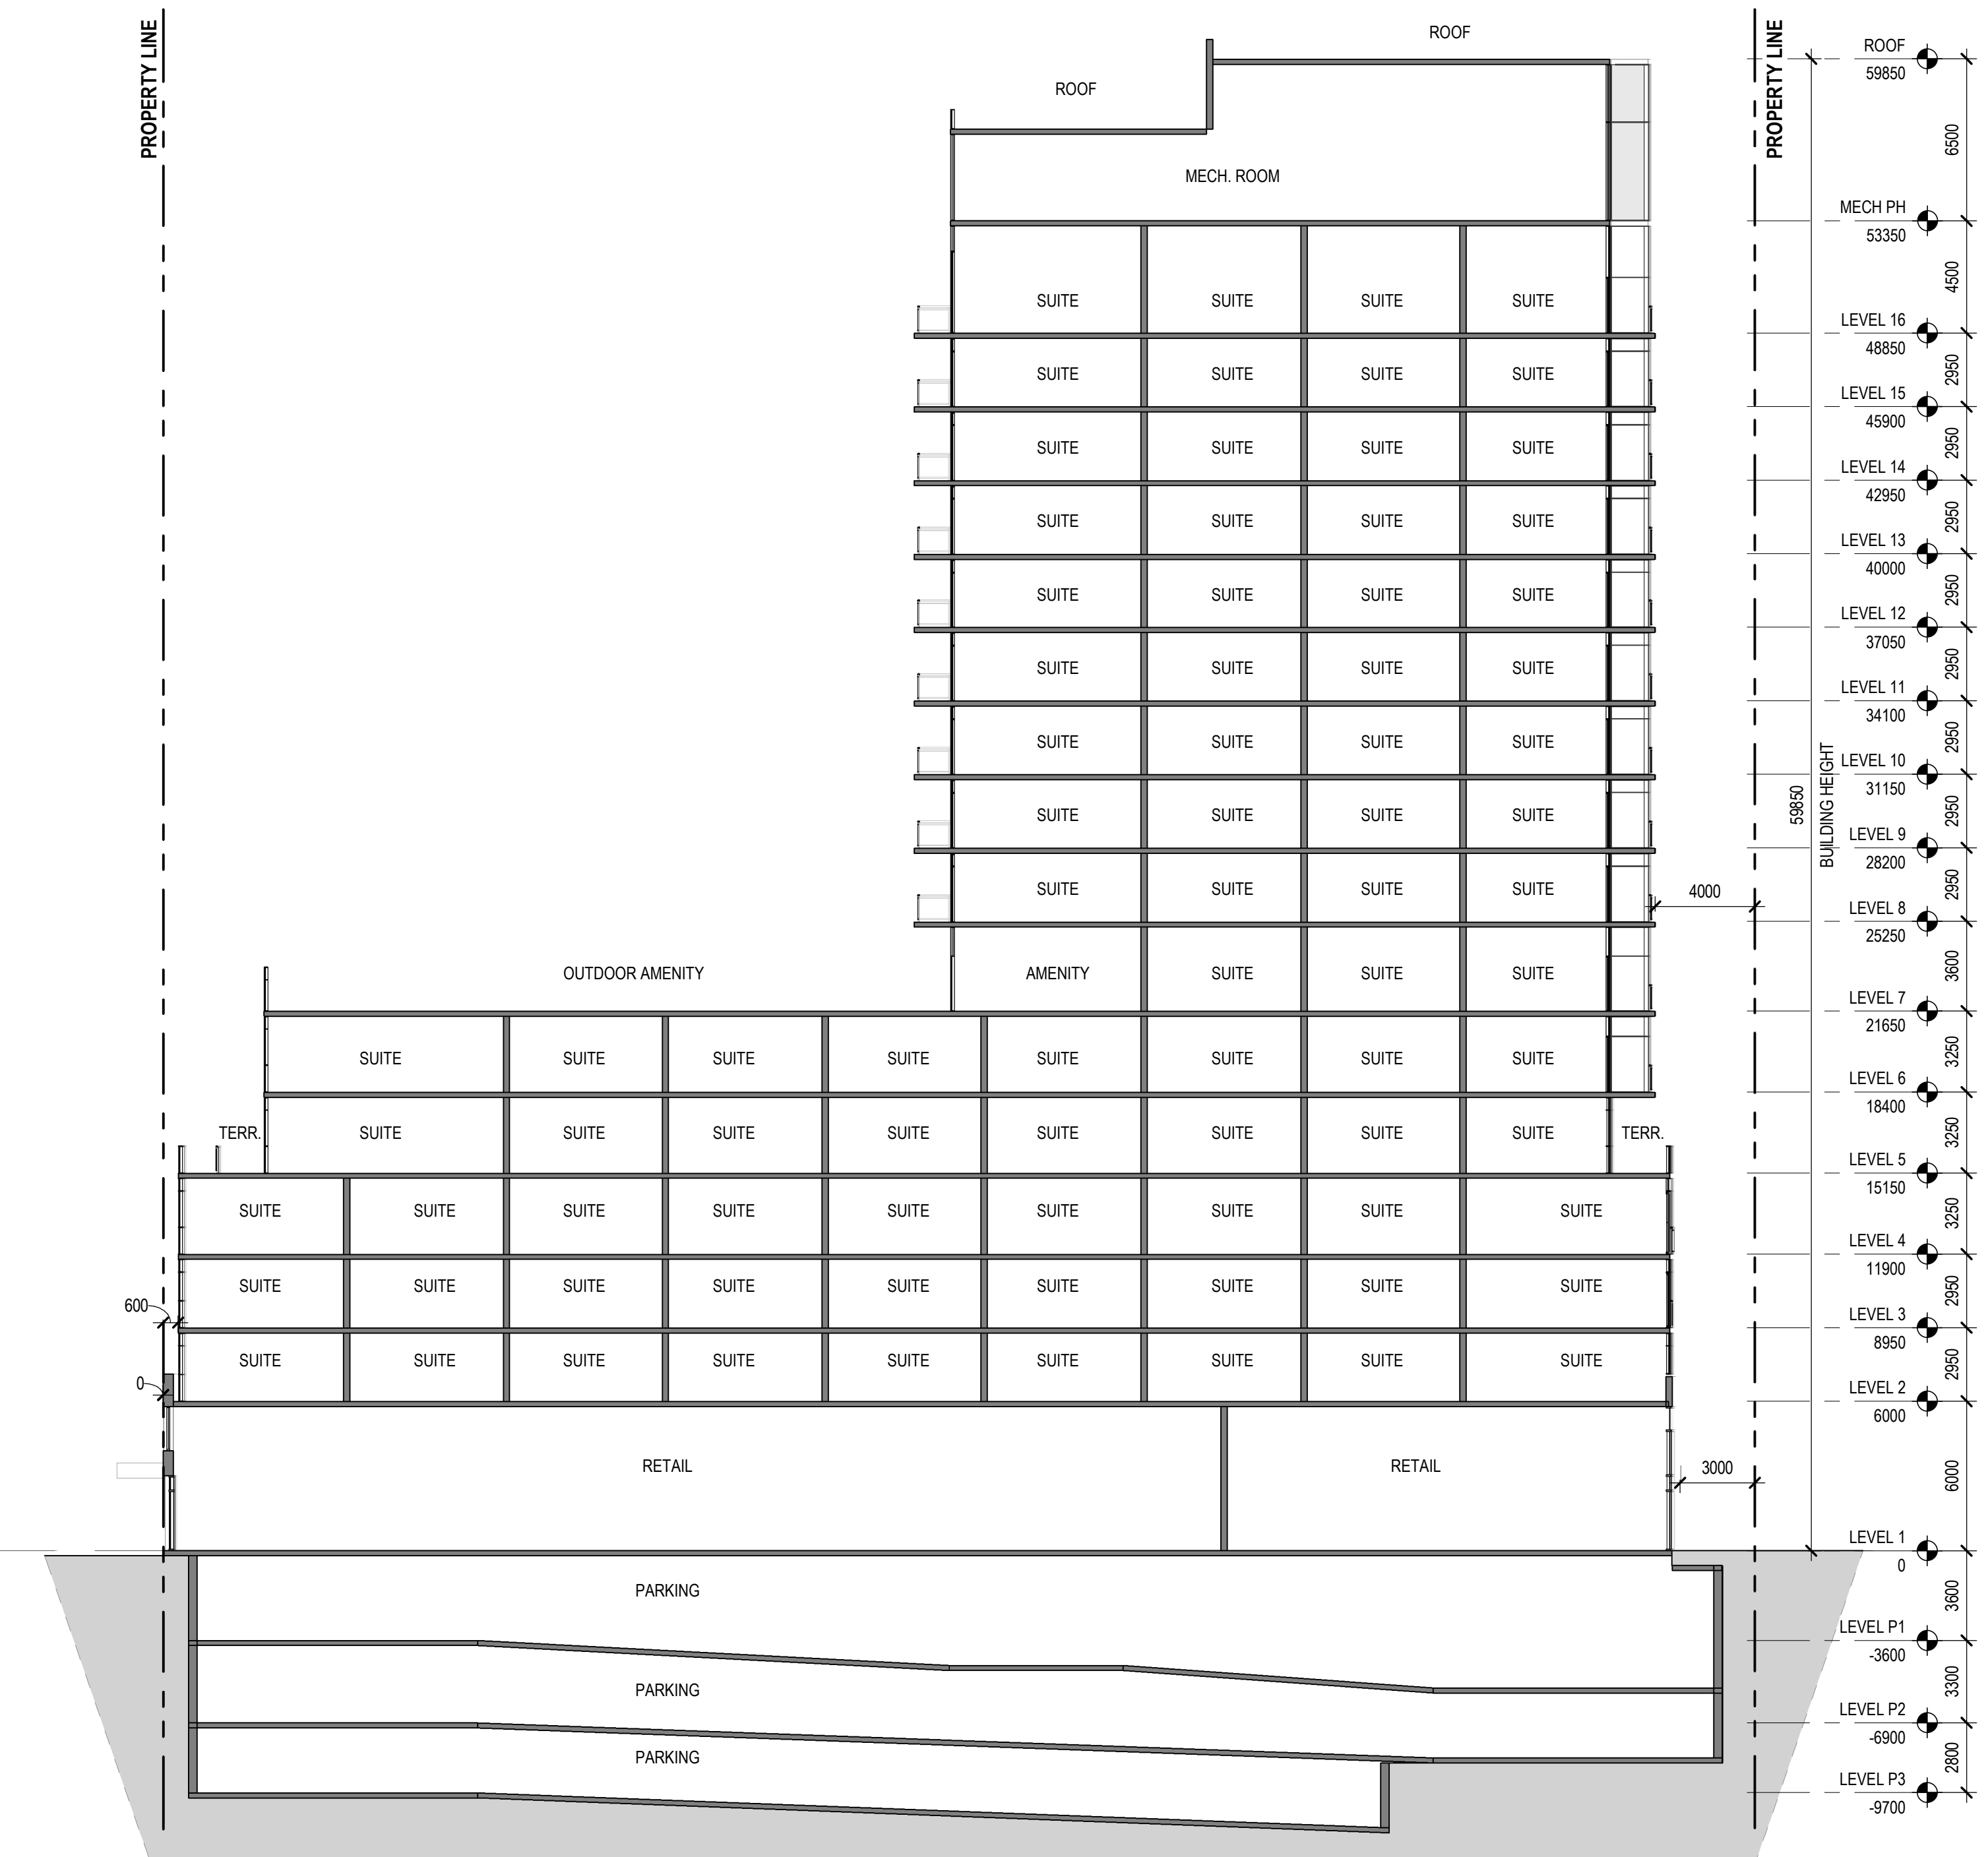 PROPERTY LINE
PROPERTY LINE
ROOF
ROOF
MECH. ROOM
SUITE SUITE SUITE SUITE
SUITE SUITE SUITE SUITE
SUITE SUITE SUITE SUITE
SUITE SUITE SUITE SUITE
SUITE SUITE SUITE SUITE
SUITE SUITE SUITE SUITE
SUITE SUITE SUITE SUITE
SUITE SUITE SUITE SUITE
SUITE SUITE SUITE SUITE
4000
OUTDOOR AMENITY AMENITY SUITE SUITE SUITE
SUITE SUITE SUITE SUITE SUITE SUITE SUITE SUITE
TERR. SUITE SUITE SUITE SUITE SUITE SUITE SUITE SUITE TERR.
SUITE SUITE SUITE SUITE SUITE SUITE SUITE SUITE SUITE
SUITE SUITE SUITE SUITE SUITE SUITE SUITE SUITE SUITE
600
SUITE SUITE SUITE SUITE SUITE SUITE SUITE SUITE SUITE
0
RETAIL RETAIL
3000
PARKING
PARKING
PARKING
59850
BUILDING HEIGHT
ROOF
59850
6500
MECH PH
53350
4500
LEVEL 16
48850
2950
LEVEL 15
45900
2950
LEVEL 14
42950
2950
LEVEL 13
40000
2950
LEVEL 12
37050
2950
LEVEL 11
34100
2950
LEVEL 10
31150
2950
LEVEL 9
28200
2950
LEVEL 8
25250
3600
LEVEL 7
21650
3250
LEVEL 6
18400
3250
LEVEL 5
15150
3250
LEVEL 4
11900
2950
LEVEL 3
8950
2950
LEVEL 2
6000
6000
LEVEL 1
0
3600
LEVEL P1
-3600
3300
LEVEL P2
-6900
2800
LEVEL P3
-9700